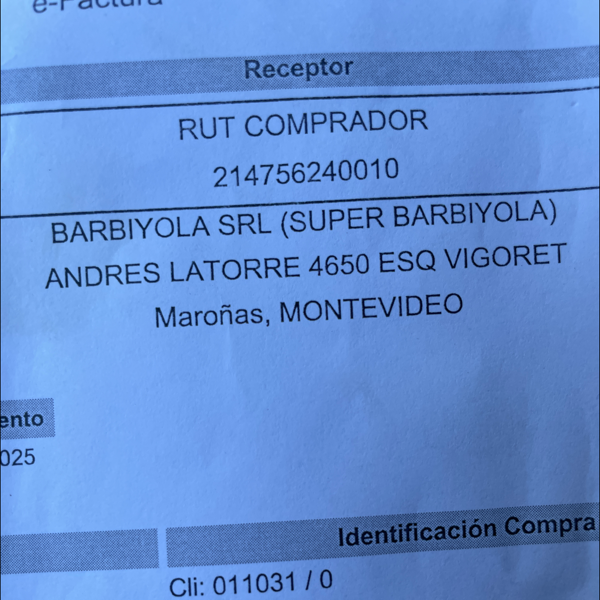 e-Factura
Receptor
RUT COMPRADOR
214756240010
BARBIYOLA SRL (SUPER BARBIYOLA)
ANDRES LATORRE 4650 ESQ VIGORET
Maroñas, MONTEVIDEO
ento
025
Identificación Compra
Cli: 011031 / 0